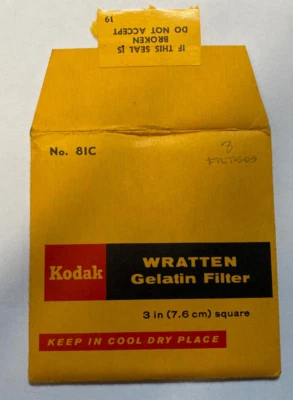 IF THIS SEAL IS
BROKEN
DO NOT ACCEPT
19
No. 81C
3
Kodak
WRATTEN
Gelatin Filter
3 in (7.6 cm) square
KEEP IN COOL DRY PLACE